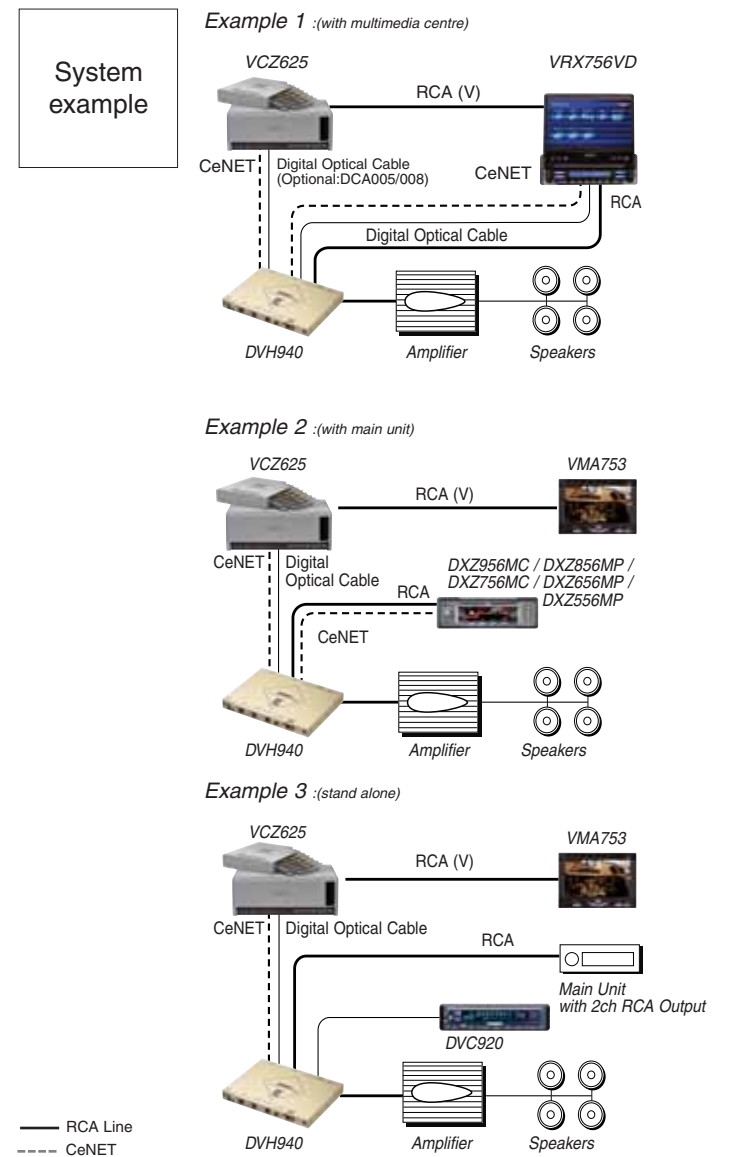 System
example
Example 1 :(with multimedia centre)
VCZ625
VRX756VD
RCA (V)
CeNET
Digital Optical Cable
(Optional:DCA005/008)
CeNET
RCA
Digital Optical Cable
DVH940
Amplifier
Speakers
Example 2 :(with main unit)
VCZ625
VMA753
RCA (V)
CeNET
Digital
Optical Cable
DXZ956MC / DXZ856MP /
DXZ756MC / DXZ656MP /
DXZ556MP
RCA
CeNET
DVH940
Amplifier
Speakers
Example 3 :(stand alone)
VCZ625
VMA753
RCA (V)
CeNET
Digital Optical Cable
RCA
Main Unit
with 2ch RCA Output
DVC920
DVH940
Amplifier
Speakers
RCA Line
CeNET